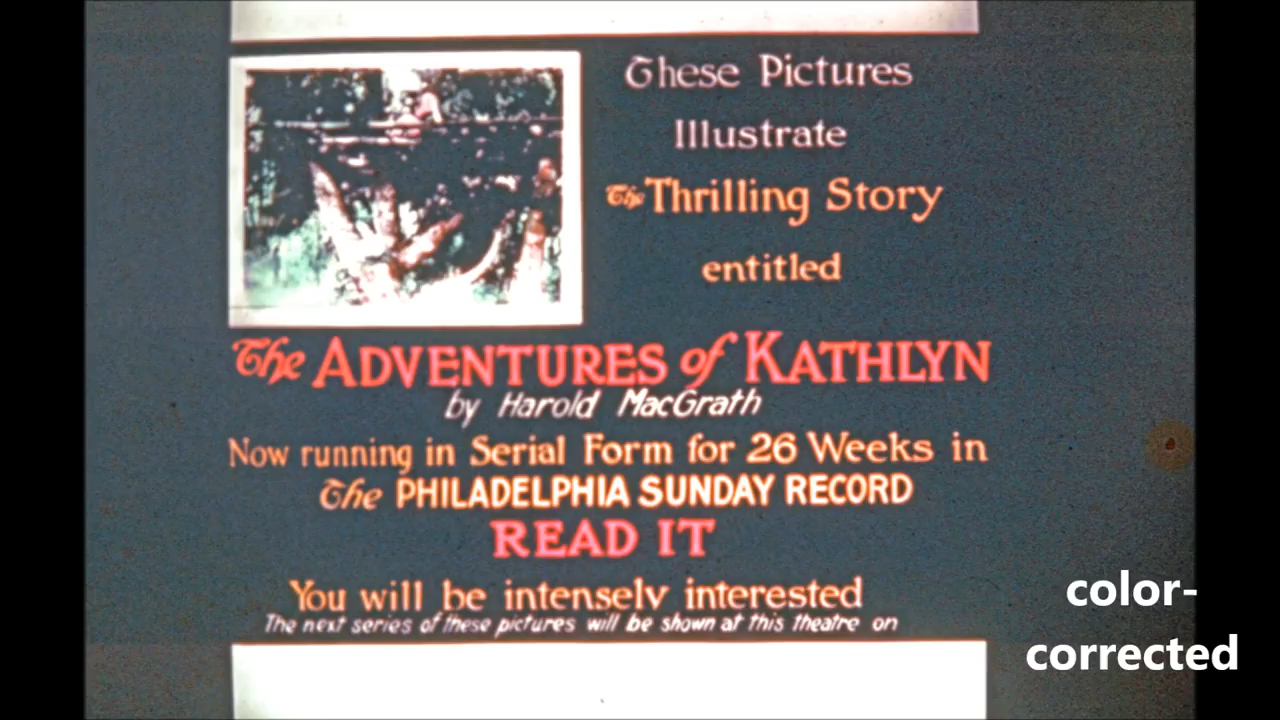 These Pictures
Illustrate
The Thrilling Story
entitled
The ADVENTURES of KATHLYN
by Harold MacGrath
Now running in Serial Form for 26 Weeks in
The PHILADELPHIA SUNDAY RECORD
READ IT
You will be intensely interested
The next series of these pictures will be shown at this theatre on
color-
corrected